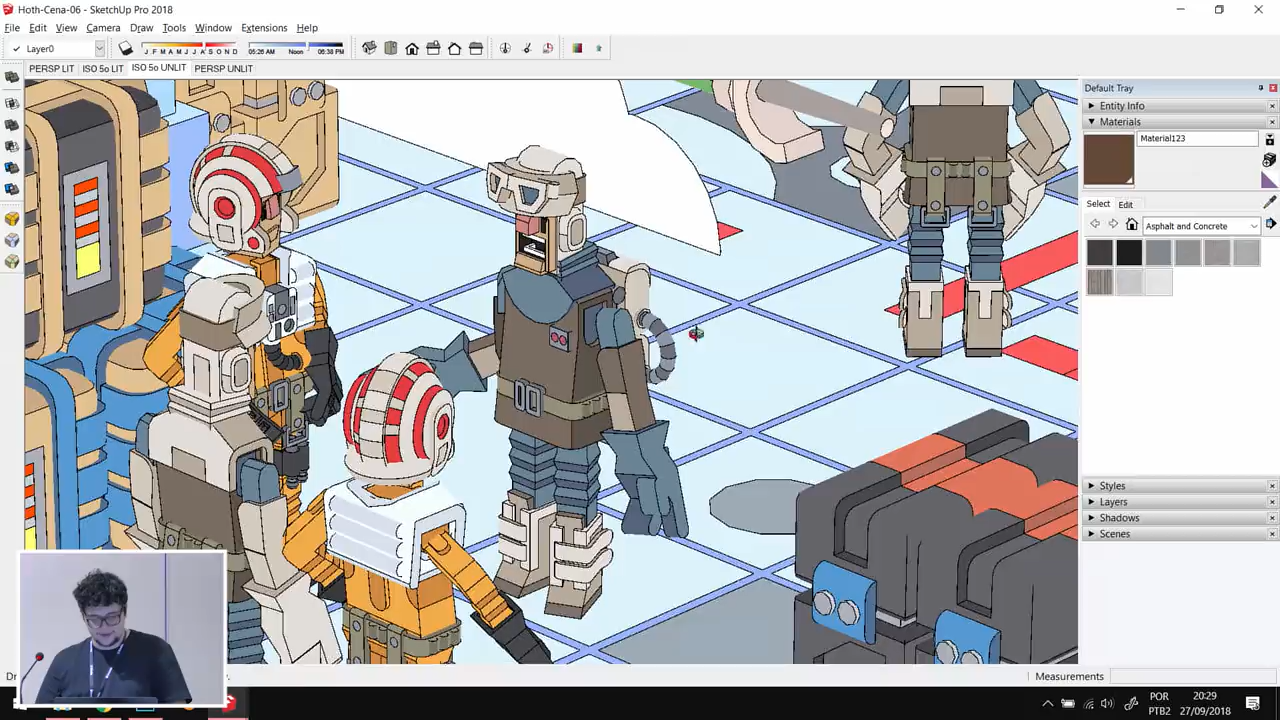 Hoth-Cena-06 - SketchUp Pro 2018
File Edit View Camera Draw Tools Window Extensions Help
Layer0
J F M A M J J A S O N D
05:26 AM Noon 06:38 PM
PERSP LIT ISO 5o LIT ISO 5o UNLIT PERSP UNLIT
Default Tray
Entity Info
Materials
Material123
Select Edit
Asphalt and Concrete
Styles
Layers
Shadows
Scenes
Measurements
POR
PTB2
20:29
27/09/2018